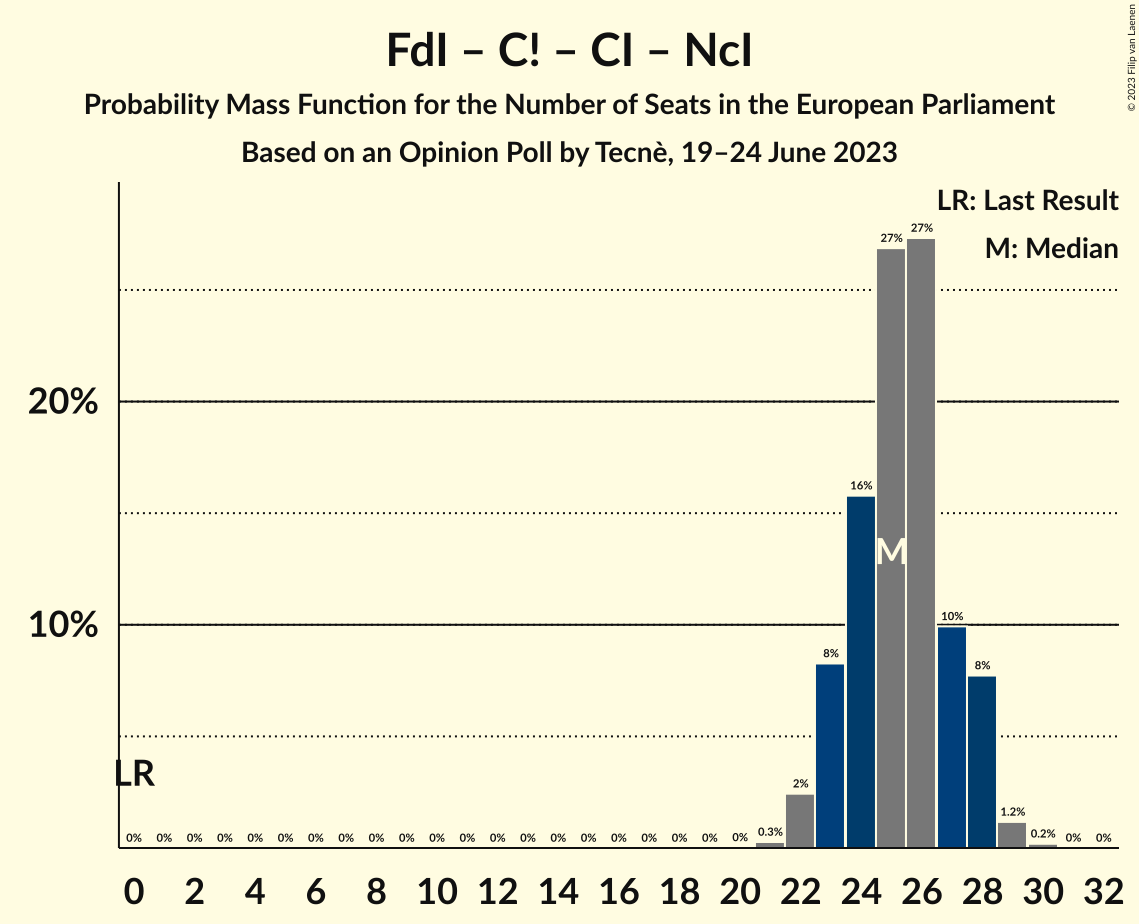 FdI – C! – CI – NcI
Probability Mass Function for the Number of Seats in the European Parliament
Based on an Opinion Poll by Tecnè, 19–24 June 2023
© 2023 Filip van Laenen
LR: Last Result
M: Median
20%
10%
LR
M
0% 0% 0% 0% 0% 0% 0% 0% 0% 0% 0% 0% 0% 0% 0% 0% 0% 0% 0% 0% 0% 0.3% 2% 8% 16% 27% 27% 10% 8% 1.2% 0.2% 0% 0%
0 2 4 6 8 10 12 14 16 18 20 22 24 26 28 30 32